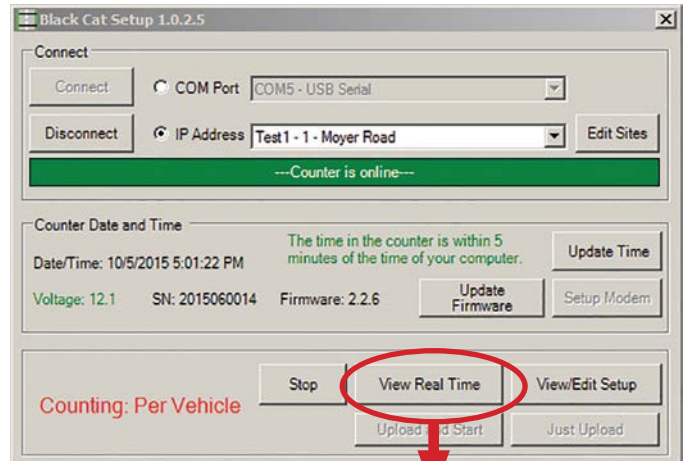 Black Cat Setup 1.0.2.5
Connect
Connect COM Port COM5 - USB Serial
Disconnect IP Address Test1 - 1 - Moyer Road Edit Sites
---Counter is online---
Counter Date and Time
The time in the counter is within 5
minutes of the time of your computer.
Date/Time: 10/5/2015 5:01:22 PM
Update Time
Voltage: 12.1 SN: 2015060014 Firmware: 2.2.6
Update
Firmware
Setup Modem
Stop View Real Time View/Edit Setup
Counting: Per Vehicle
Upload and Start Just Upload